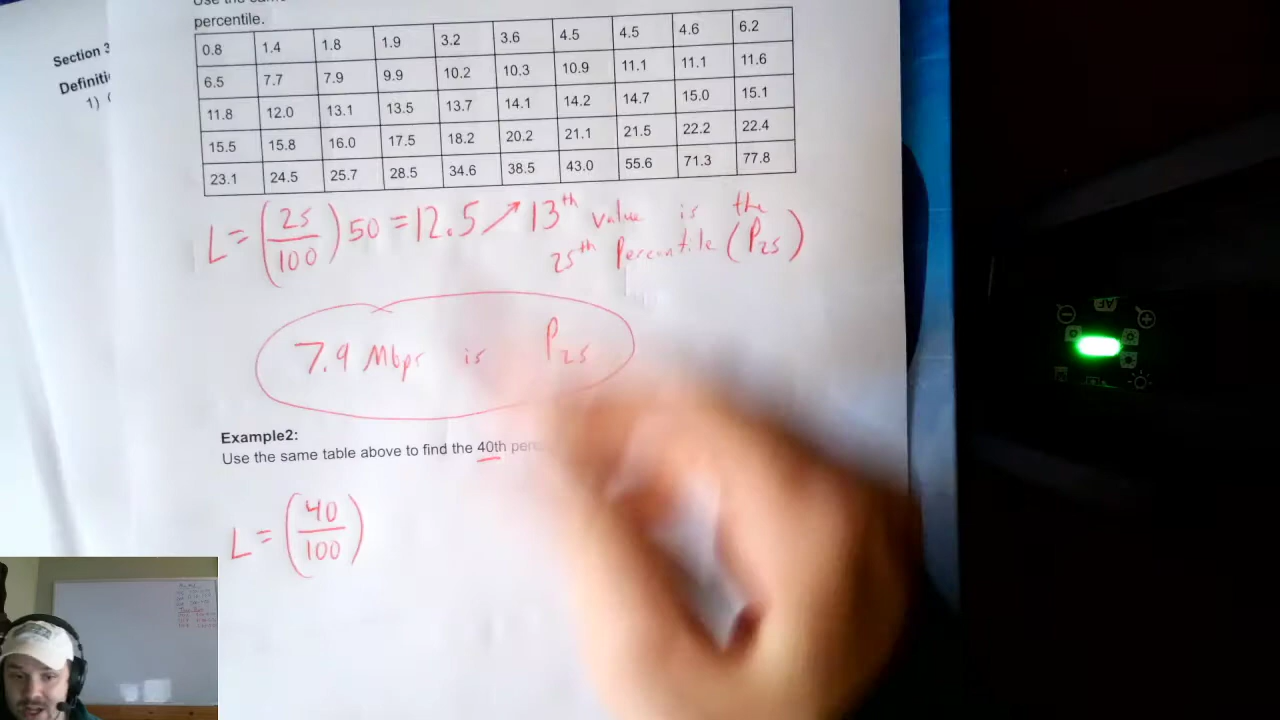 percentile.
Section 3
Definiti
1) (
0.8 1.4 1.8 1.9 3.2 3.6 4.5 4.5 4.6 6.2
6.5 7.7 7.9 9.9 10.2 10.3 10.9 11.1 11.1 11.6
11.8 12.0 13.1 13.5 13.7 14.1 14.2 14.7 15.0 15.1
15.5 15.8 16.0 17.5 18.2 20.2 21.1 21.5 22.2 22.4
23.1 24.5 25.7 28.5 34.6 38.5 43.0 55.6 71.3 77.8
L = (25/100) 50 = 12.5 ↗ 13th value is the
25th Percentile (P25)
7.9 Mbps is P25
Example2:
Use the same table above to find the 40th perc
L = (40/100)
AF